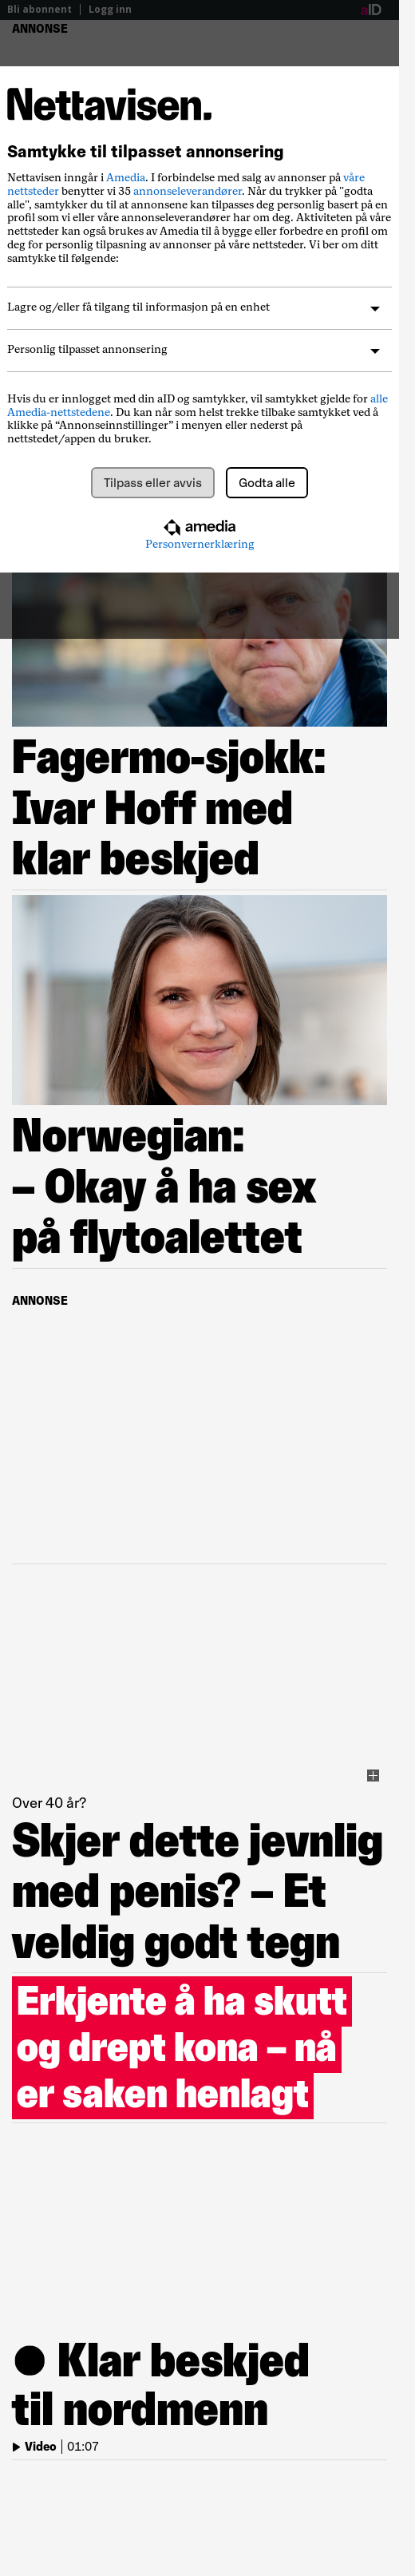 Bli abonnent | Logg inn
aID
ANNONSE
Nettavisen.
Samtykke til tilpasset annonsering
Nettavisen inngår i Amedia. I forbindelse med salg av annonser på våre
nettsteder benytter vi 35 annonseleverandører. Når du trykker på "godta
alle", samtykker du til at annonsene kan tilpasses deg personlig basert på en
profil som vi eller våre annonseleverandører har om deg. Aktiviteten på våre
nettsteder kan også brukes av Amedia til å bygge eller forbedre en profil om
deg for personlig tilpasning av annonser på våre nettsteder. Vi ber om ditt
samtykke til følgende:
Lagre og/eller få tilgang til informasjon på en enhet
Personlig tilpasset annonsering
Hvis du er innlogget med din aID og samtykker, vil samtykket gjelde for alle
Amedia-nettstedene. Du kan når som helst trekke tilbake samtykket ved å
klikke på “Annonseinnstillinger” i menyen eller nederst på
nettstedet/appen du bruker.
Tilpass eller avvis
Godta alle
amedia
Personvernerklæring
Fagermo-sjokk:
Ivar Hoff med
klar beskjed
Norwegian:
– Okay å ha sex
på flytoalettet
ANNONSE
Over 40 år?
Skjer dette jevnlig
med penis? – Et
veldig godt tegn
Erkjente å ha skutt
og drept kona – nå
er saken henlagt
● Klar beskjed
til nordmenn
Video | 01:07